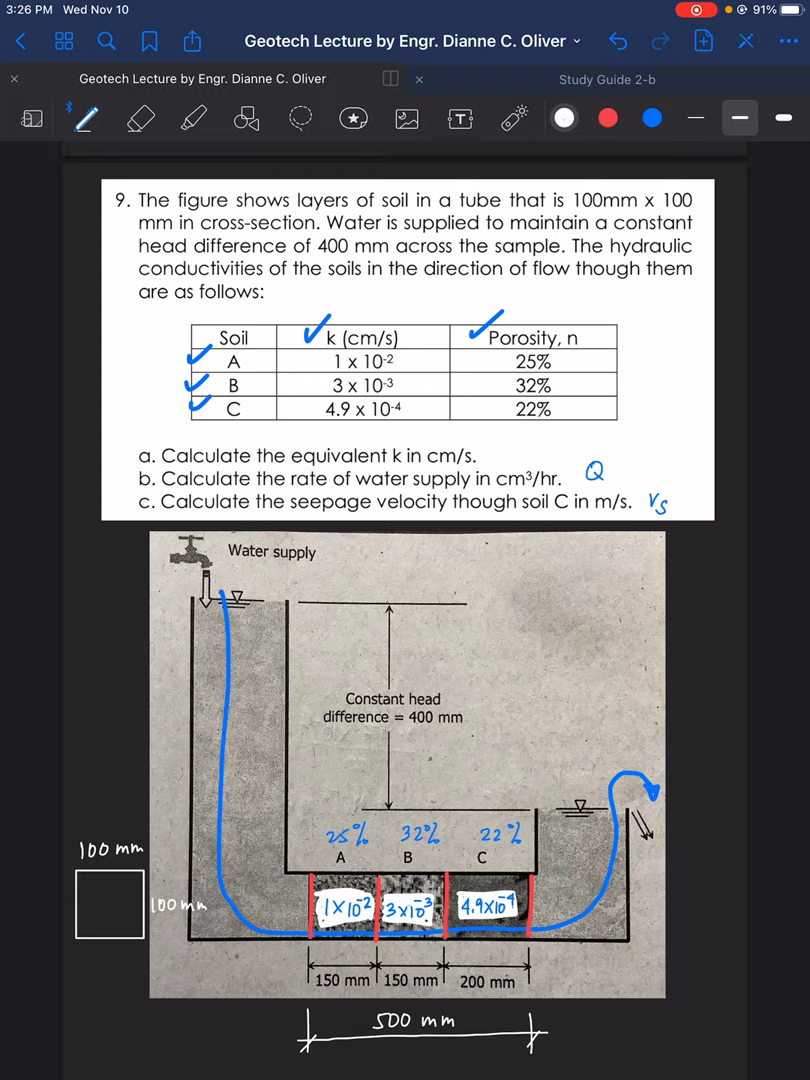 3:26 PM Wed Nov 10
91%
Geotech Lecture by Engr. Dianne C. Oliver
Geotech Lecture by Engr. Dianne C. Oliver
Study Guide 2-b
T
9. The figure shows layers of soil in a tube that is 100mm x 100
mm in cross-section. Water is supplied to maintain a constant
head difference of 400 mm across the sample. The hydraulic
conductivities of the soils in the direction of flow though them
are as follows:
Soil k (cm/s) Porosity, n
A 1 x 10-2 25%
B 3 x 10-3 32%
C 4.9 x 10-4 22%
a. Calculate the equivalent k in cm/s.
b. Calculate the rate of water supply in cm³/hr. Q
c. Calculate the seepage velocity though soil C in m/s. Vs
Water supply
Constant head
difference = 400 mm
25% 32% 22%
A B C
100 mm
100 mm
1x10-2 3x10-3 4.9x10-4
150 mm 150 mm 200 mm
500 mm